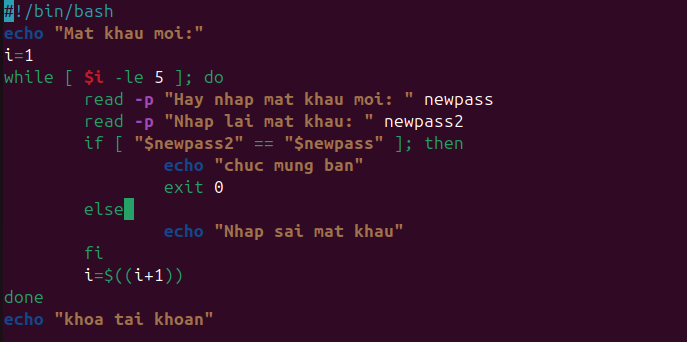 #!/bin/bash
echo "Mat khau moi:"
i=1
while [ $i -le 5 ]; do
        read -p "Hay nhap mat khau moi: " newpass
        read -p "Nhap lai mat khau: " newpass2
        if [ "$newpass2" == "$newpass" ]; then
                echo "chuc mung ban"
                exit 0
        else
                echo "Nhap sai mat khau"
        fi
        i=$((i+1))
done
echo "khoa tai khoan"